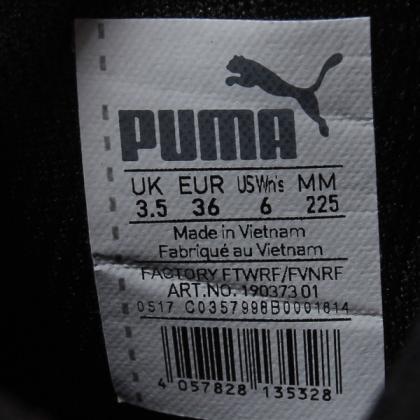 PUMA
UK EUR US Wn's MM
3.5 36 6 225
Made in Vietnam
Fabriqué au Vietnam
FACTORY FTWRF/FVNRF
ART.NO. 190373 01
0517 C0357998B0001814
4 057828 135328